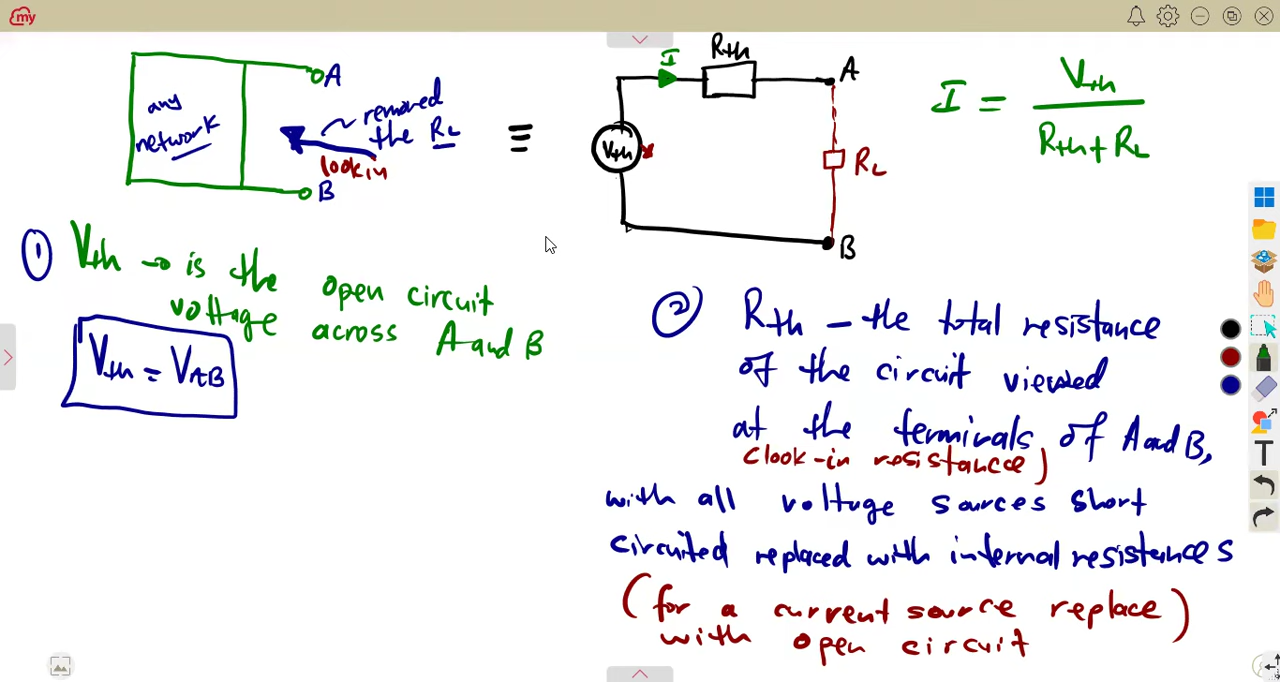 my
any
network
A
removed
the RL
look in
B
≡
I
Rth
A
Vth
RL
B
I = Vth / Rth + RL
① Vth → is the open circuit
voltage across A and B
Vth = VAB
② Rth – the total resistance
of the circuit viewed
at the terminals of A and B,
(look-in resistance)
with all voltage sources short
circuited replaced with internal resistances
(for a current source replace)
with open circuit
T